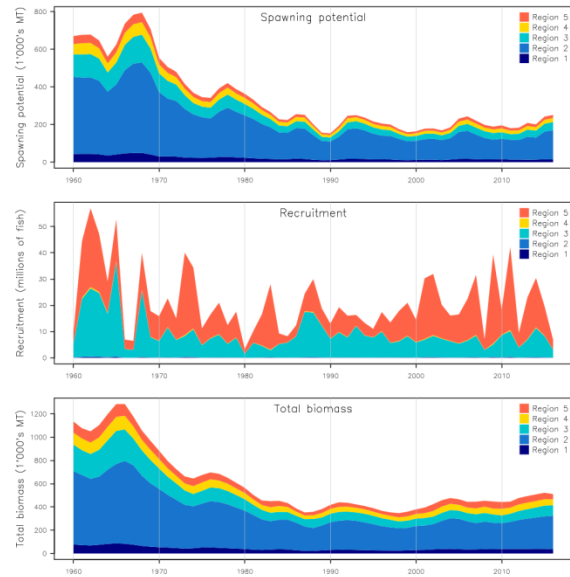 Spawning potential
Spawning potential (1'000's MT)
800
600
400
200
0
Region 5
Region 4
Region 3
Region 2
Region 1
1960
1970
1980
1990
2000
2010
Recruitment
Recruitment (millions of fish)
50
40
30
20
10
0
Region 5
Region 4
Region 3
Region 2
Region 1
1960
1970
1980
1990
2000
2010
Total biomass
Total biomass (1'000's MT)
1200
1000
800
600
400
200
0
Region 5
Region 4
Region 3
Region 2
Region 1
1960
1970
1980
1990
2000
2010